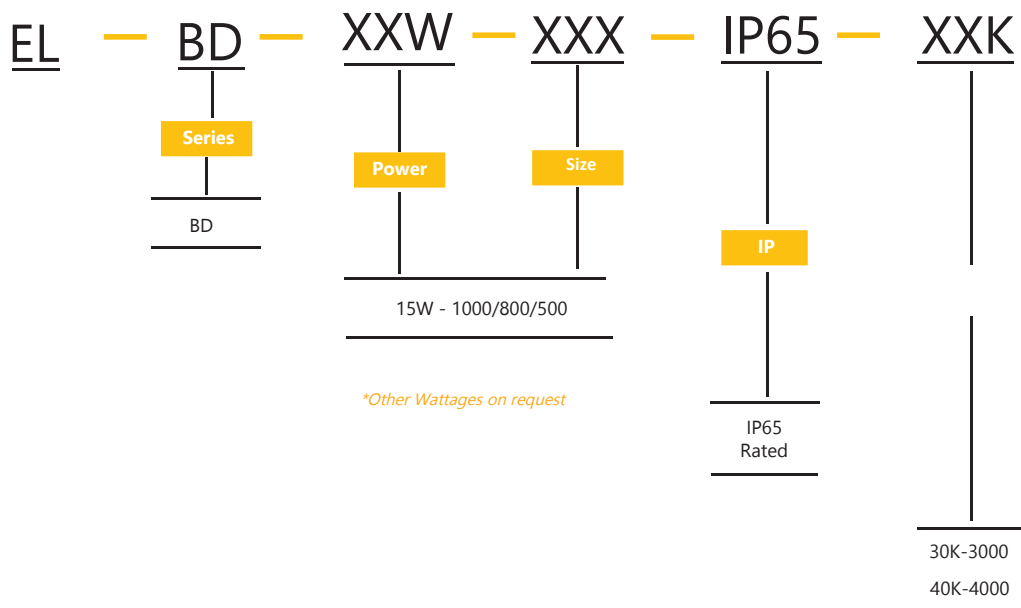 EL — BD — XXW — XXX — IP65 — XXK
Series
Power
Size
BD
IP
15W - 1000/800/500
*Other Wattages on request
IP65
Rated
30K-3000
40K-4000